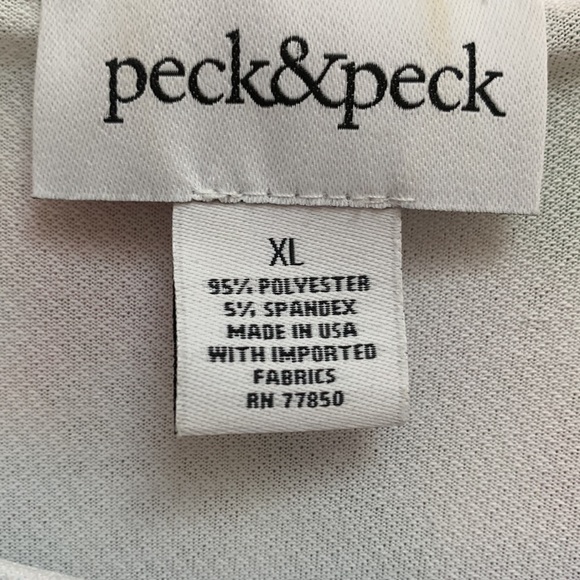 peck&peck
XL
95% POLYESTER
5% SPANDEX
MADE IN USA
WITH IMPORTED
FABRICS
RN 77850